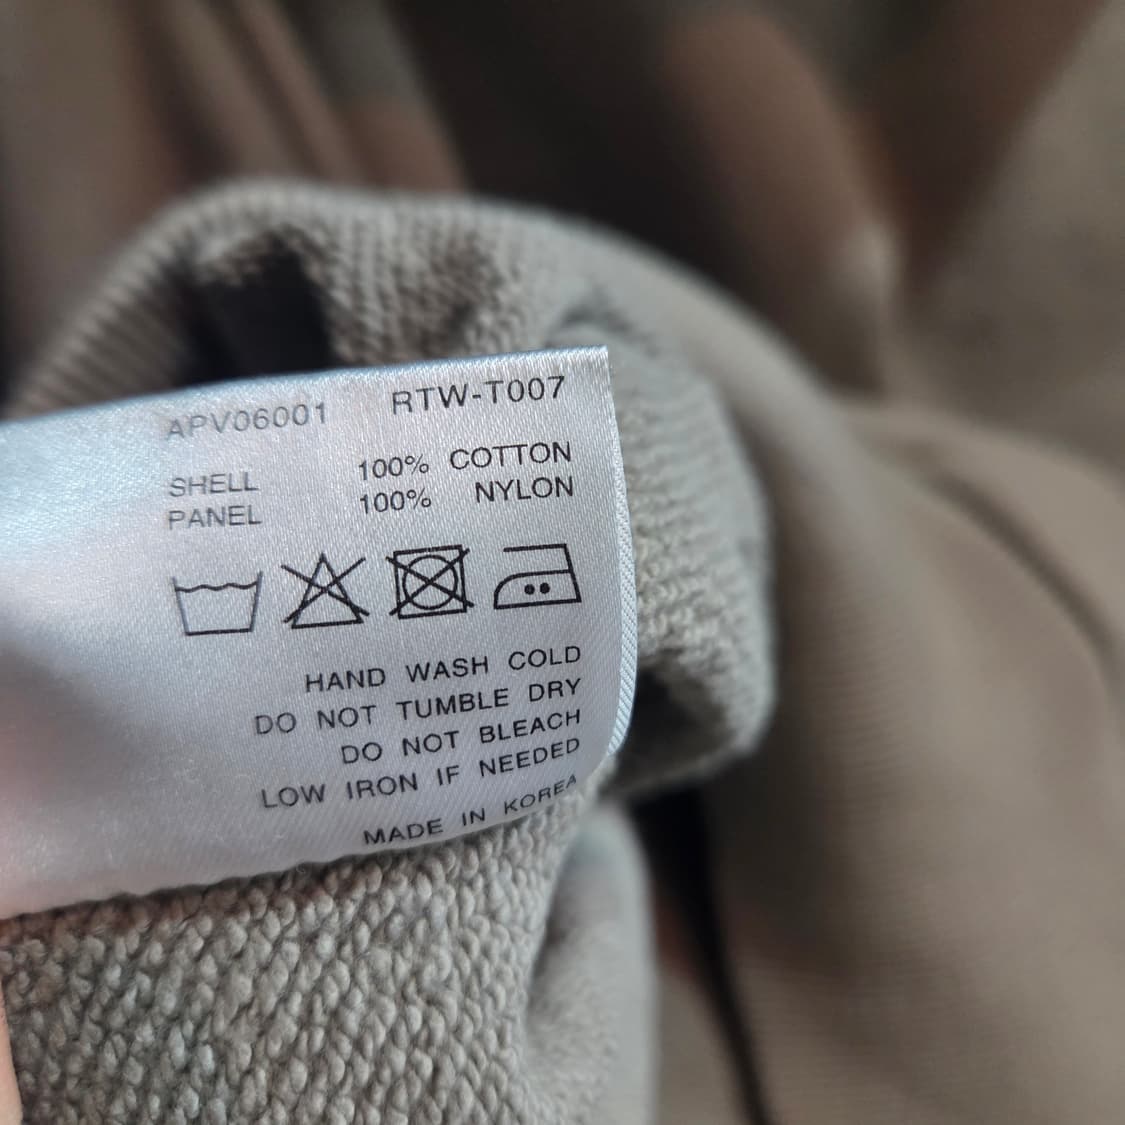 APV06001 RTW-T007
SHELL 100% COTTON
PANEL 100% NYLON
HAND WASH COLD
DO NOT TUMBLE DRY
DO NOT BLEACH
LOW IRON IF NEEDED
MADE IN KOREA